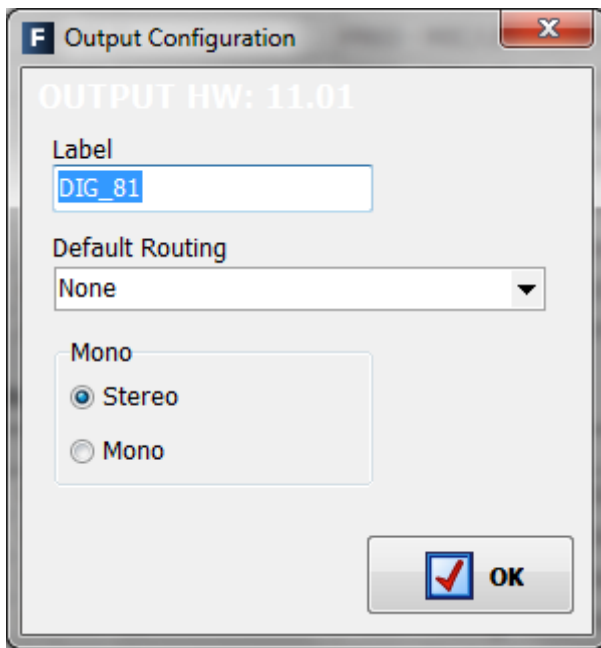 F Output Configuration
OUTPUT HW: 11.01
Label
DIG_81
Default Routing
None
Mono
Stereo
Mono
OK